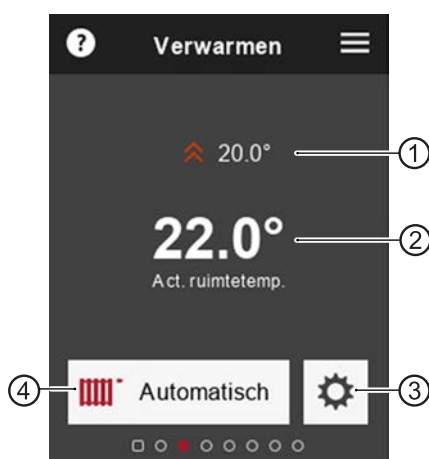 ? Verwarmen
20.0° 1
22.0° 2
Act. ruimtetemp.
4 Automatisch 3